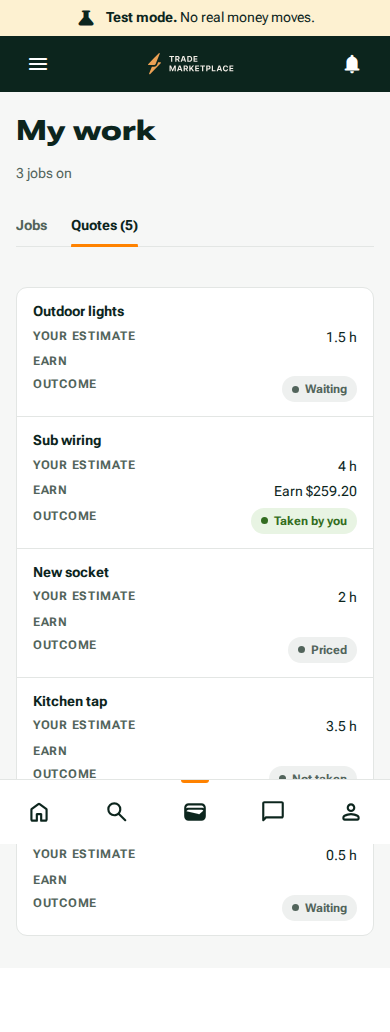 Test mode. No real money moves.
TRADE
MARKETPLACE
My work
3 jobs on
Jobs
Quotes (5)
Outdoor lights
YOUR ESTIMATE
1.5 h
EARN
OUTCOME
Waiting
Sub wiring
YOUR ESTIMATE
4 h
EARN
Earn $259.20
OUTCOME
Taken by you
New socket
YOUR ESTIMATE
2 h
EARN
OUTCOME
Priced
Kitchen tap
YOUR ESTIMATE
3.5 h
EARN
OUTCOME
Not taken
YOUR ESTIMATE
0.5 h
EARN
OUTCOME
Waiting